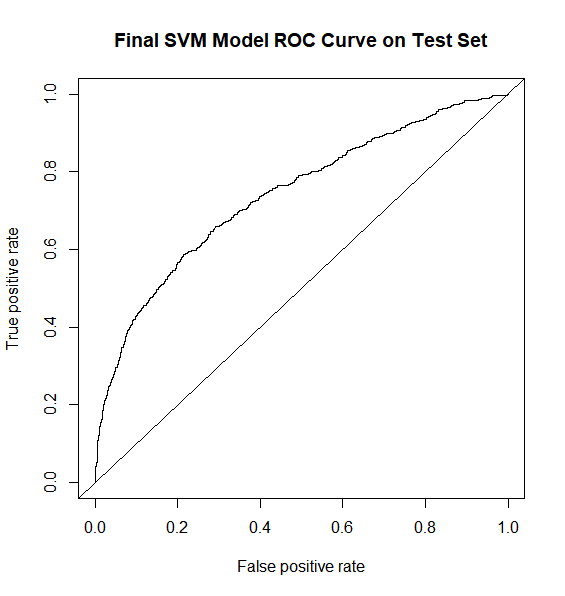 Final SVM Model ROC Curve on Test Set
True positive rate
1.0
0.8
0.6
0.4
0.2
0.0
0.0 0.2 0.4 0.6 0.8 1.0
False positive rate